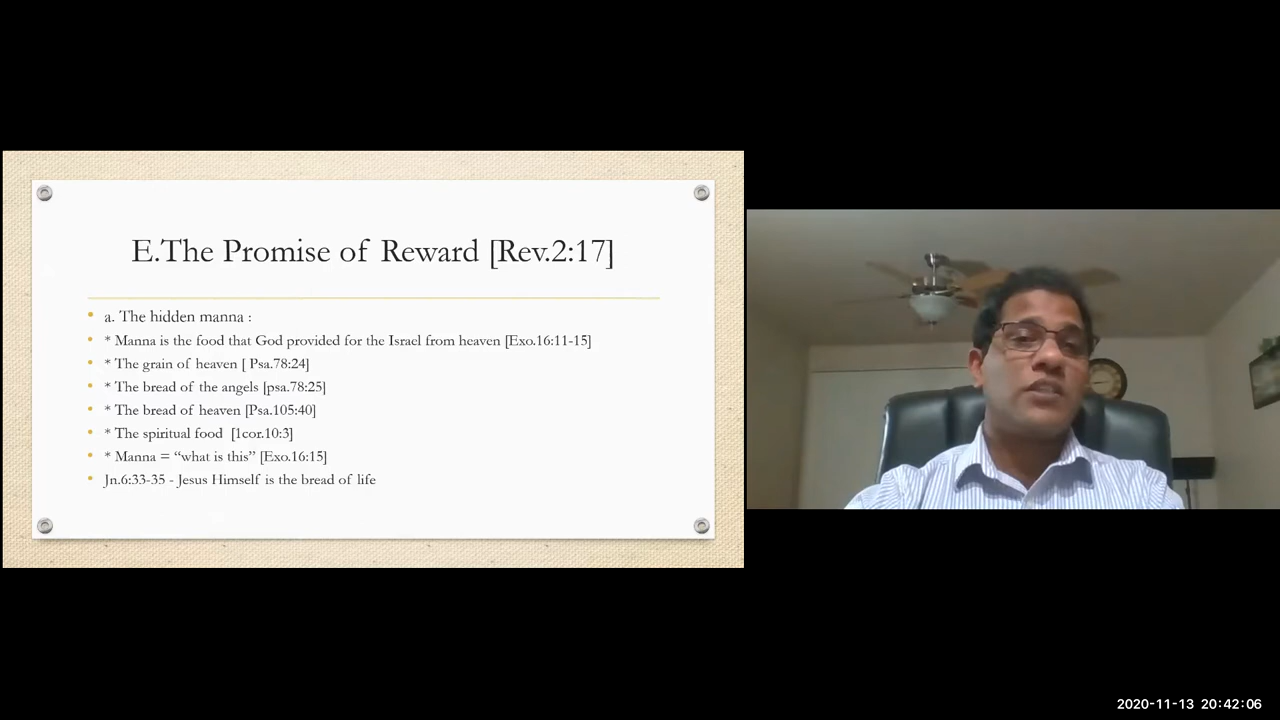 E.The Promise of Reward [Rev.2:17]
a. The hidden manna :
* Manna is the food that God provided for the Israel from heaven [Exo.16:11-15]
* The grain of heaven [ Psa.78:24]
* The bread of the angels [psa.78:25]
* The bread of heaven [Psa.105:40]
* The spiritual food [1cor.10:3]
* Manna = “what is this” [Exo.16:15]
Jn.6:33-35 - Jesus Himself is the bread of life
2020-11-13 20:42:06